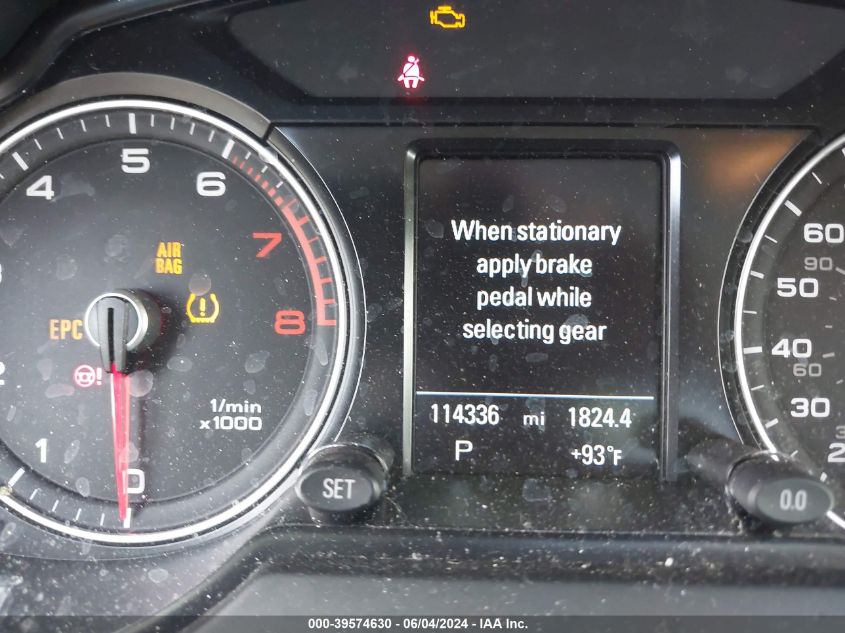 5
4
6
AIR
BAG
7
EPC
8
1/min
x1000
1
0
SET
When stationary
apply brake
pedal while
selecting gear
114336 mi 1824.4
P +93°F
60
90
50
40
60
30
0.0
000-39574630 - 06/04/2024 - IAA Inc.